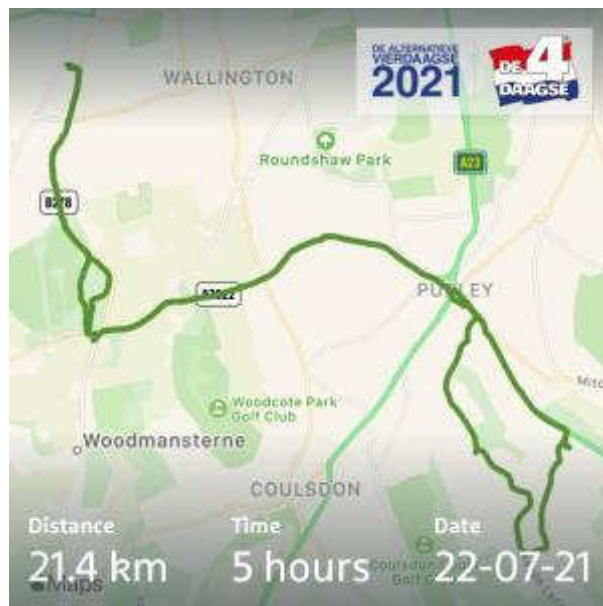 DE ALTERNATIEVE
VIERDAAGSE
2021
DE 4
DAAGSE
WALLINGTON
Roundshaw Park
A23
B278
A2022
PURLEY
Woodcote Park
Golf Club
Woodmansterne
COULSDON
Distance
Time
Date
21.4 km
5 hours
22-07-21
Maps